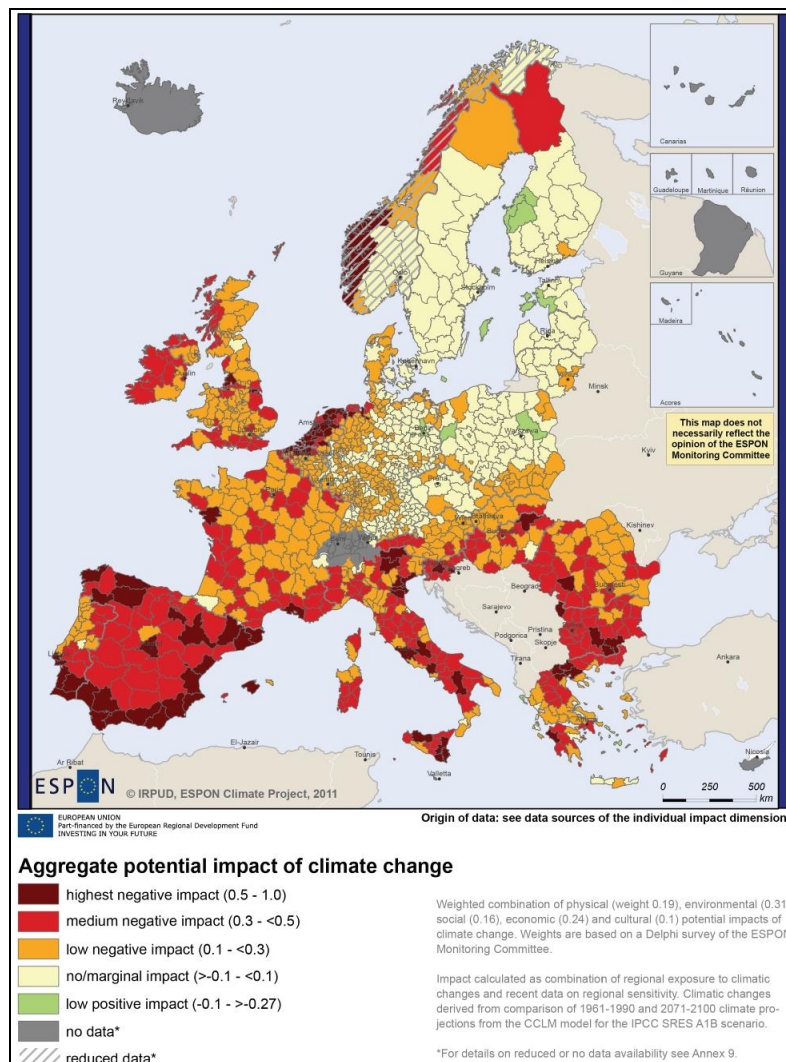 Reykjavik
Canarias
Guadeloupe
Martinique
Réunion
Guyane
Madeira
Acores
Oslo
Helsinki
Tallinn
Stockholm
Riga
København
Vilnius
Minsk
Dublin
London
Berlin
Warszawa
This map does not
necessarily reflect the
opinion of the ESPON
Monitoring Committee
Kyiv
Paris
Praha
Bratislava
Kishinev
Bern
Zagreb
Beograd
Bucuresti
Sarajevo
Pristina
Podgorica
Skopje
Tirana
Ankara
El-Jazair
Tounis
Ar Ribat
Valletta
Nicosia
ESPON
© IRPUD, ESPON Climate Project, 2011
0 250 500
km
EUROPEAN UNION
Part-financed by the European Regional Development Fund
INVESTING IN YOUR FUTURE
Origin of data: see data sources of the individual impact dimension
Aggregate potential impact of climate change
highest negative impact (0.5 - 1.0)
medium negative impact (0.3 - <0.5)
low negative impact (0.1 - <0.3)
no/marginal impact (>-0.1 - <0.1)
low positive impact (-0.1 - >-0.27)
no data*
reduced data*
Weighted combination of physical (weight 0.19), environmental (0.31
social (0.16), economic (0.24) and cultural (0.1) potential impacts of
climate change. Weights are based on a Delphi survey of the ESPON
Monitoring Committee.
Impact calculated as combination of regional exposure to climatic
changes and recent data on regional sensitivity. Climatic changes
derived from comparison of 1961-1990 and 2071-2100 climate pro-
jections from the CCLM model for the IPCC SRES A1B scenario.
*For details on reduced or no data availability see Annex 9.